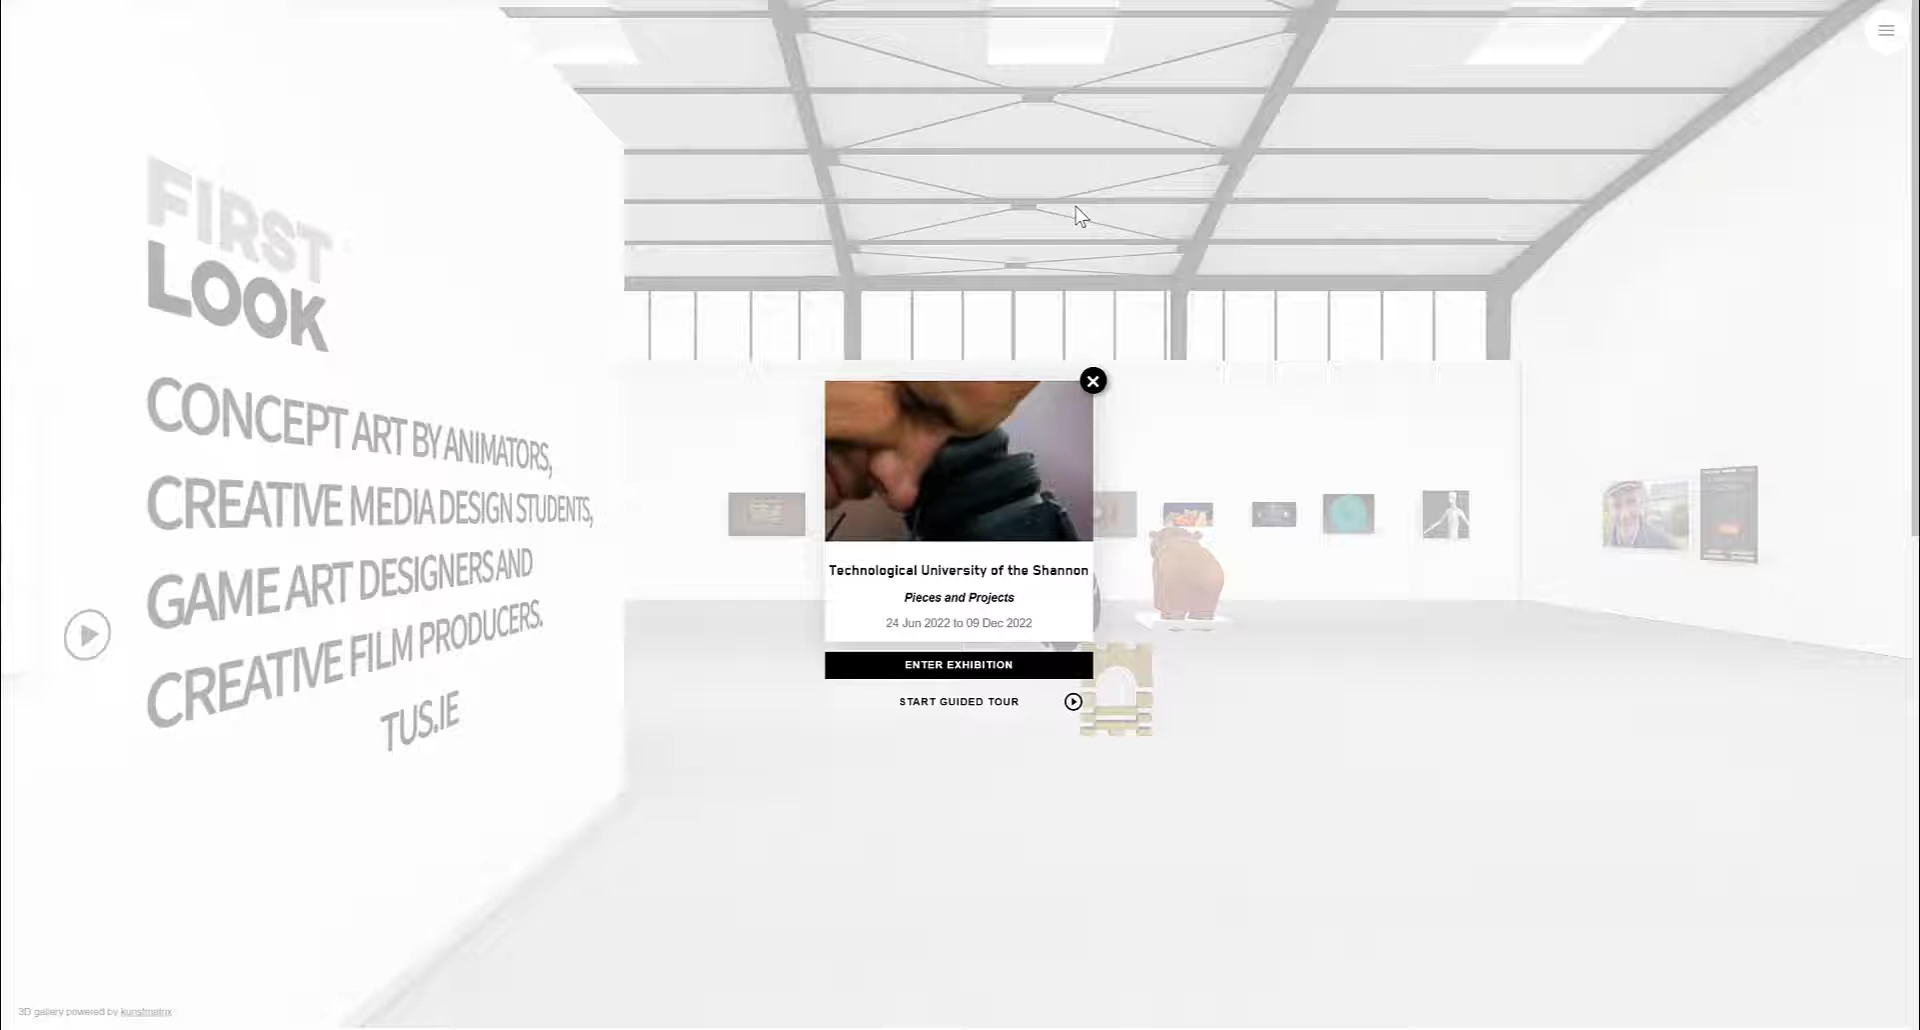 FIRST
LOOK
CONCEPT ART BY ANIMATORS,
CREATIVE MEDIA DESIGN STUDENTS,
GAME ART DESIGNERS AND
CREATIVE FILM PRODUCERS.
TUS.IE
Technological University of the Shannon
Pieces and Projects
24 Jun 2022 to 09 Dec 2022
ENTER EXHIBITION
START GUIDED TOUR
3D gallery powered by kunstmatrix